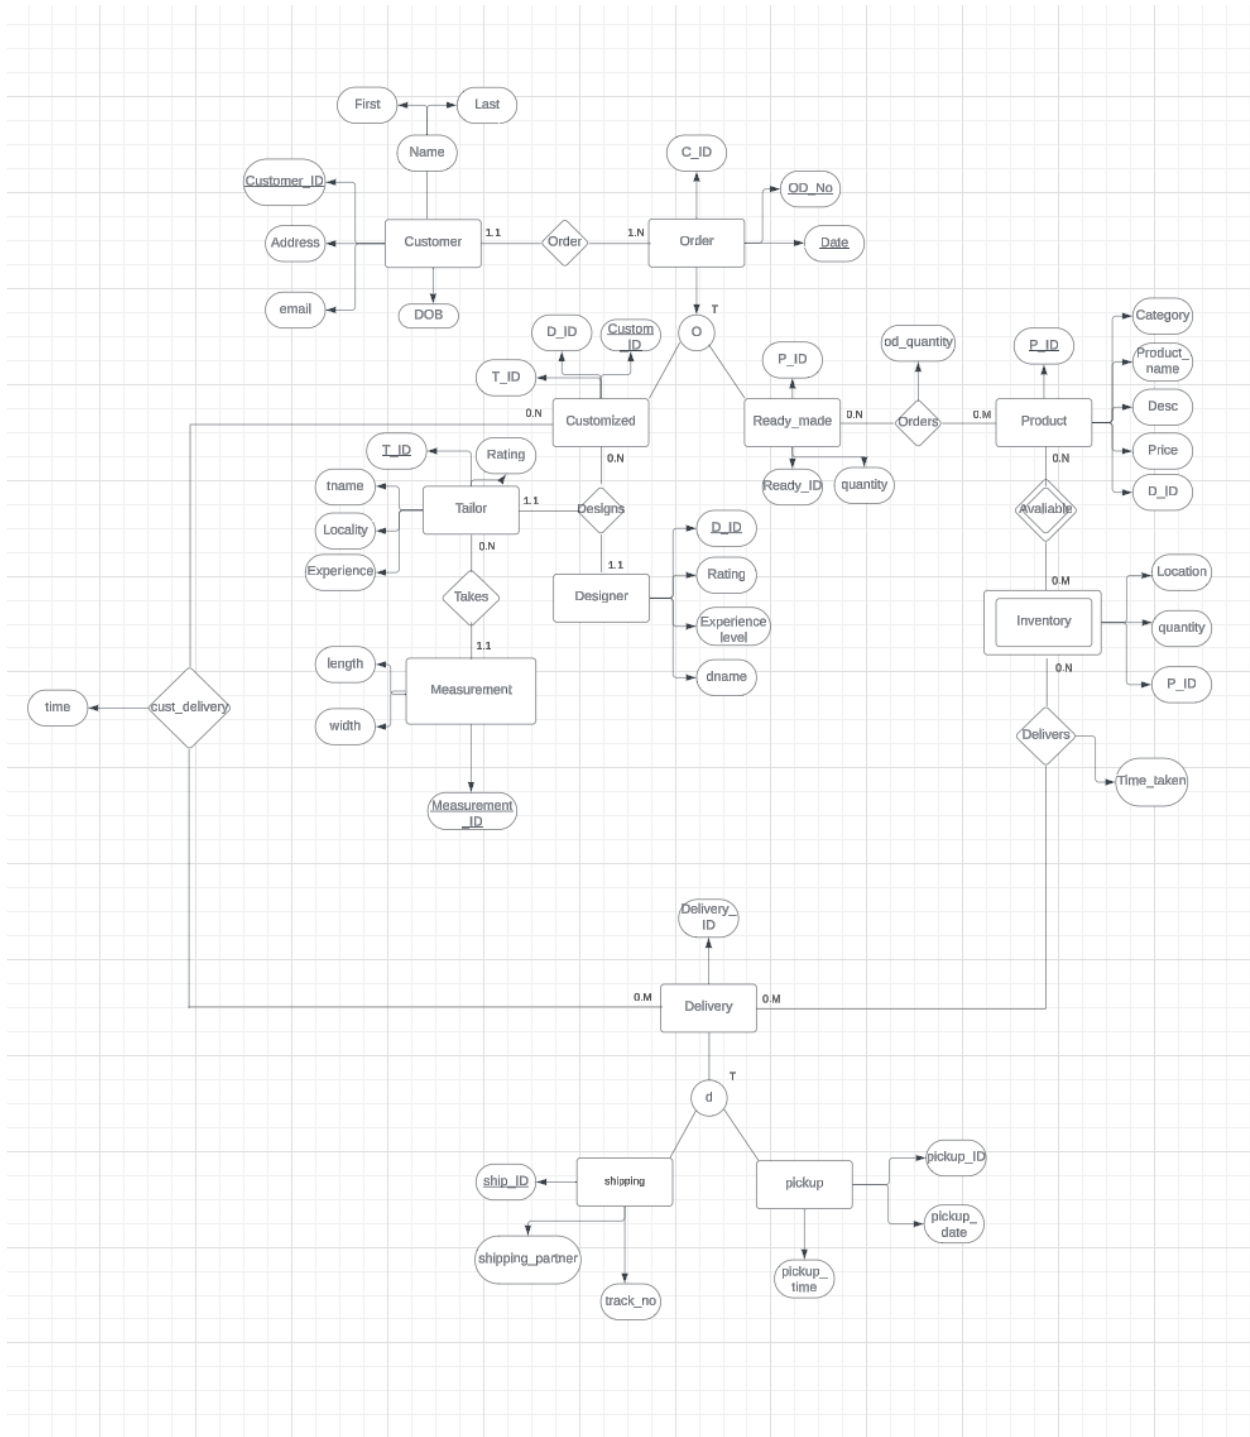 First
Last
Name
C_ID
Customer_ID
OD_No
Address
Customer
1.1
Order
1.N
Order
Date
email
DOB
T
O
D_ID
Custom
_ID
T_ID
P_ID
od_quantity
P_ID
Category
Product_
name
Desc
Price
D_ID
0.N
Customized
Ready_made
0.N
Orders
0.M
Product
T_ID
Rating
0.N
Ready_ID
quantity
0.N
tname
Locality
Experience
Tailor
1.1
Designs
Avaliable
0.N
1.1
D_ID
Rating
Experience
level
dname
Designer
Takes
0.M
Location
Inventory
quantity
P_ID
0.N
1.1
length
width
Measurement
time
cust_delivery
Delivers
Time_taken
Measurement
_ID
Delivery_
ID
0.M
Delivery
0.M
T
d
ship_ID
shipping
pickup
pickup_ID
pickup_
date
shipping_partner
track_no
pickup_
time